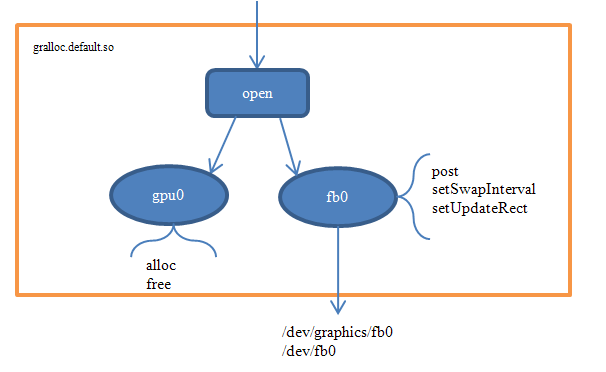 gralloc.default.so
open
gpu0
fb0
post
setSwapInterval
setUpdateRect
alloc
free
/dev/graphics/fb0
/dev/fb0